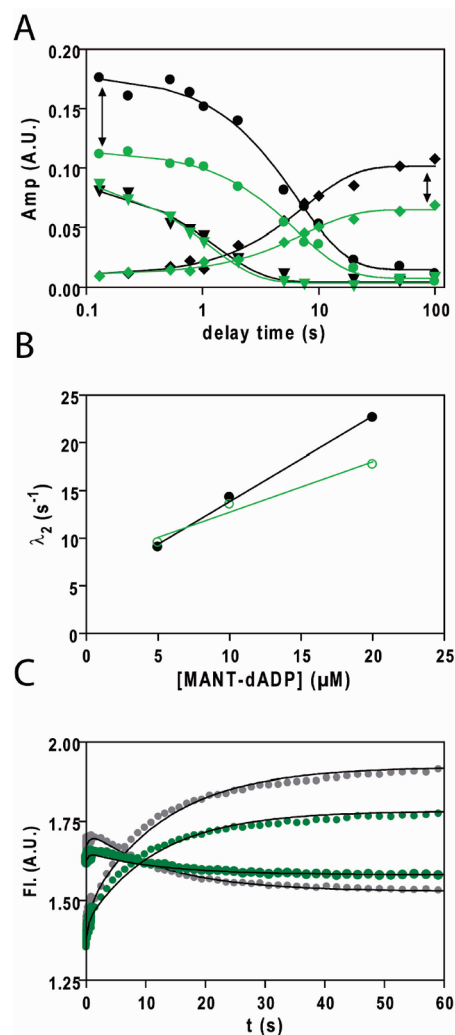 A
Amp (A.U.)
0.20
0.15
0.10
0.05
0.00
0.1 1 10 100
delay time (s)
B
λ2 (s-1)
25
20
15
10
5
0
0 5 10 15 20 25
[MANT-dADP] (µM)
C
Fl. (A.U.)
2.00
1.75
1.50
1.25
0 10 20 30 40 50 60
t (s)